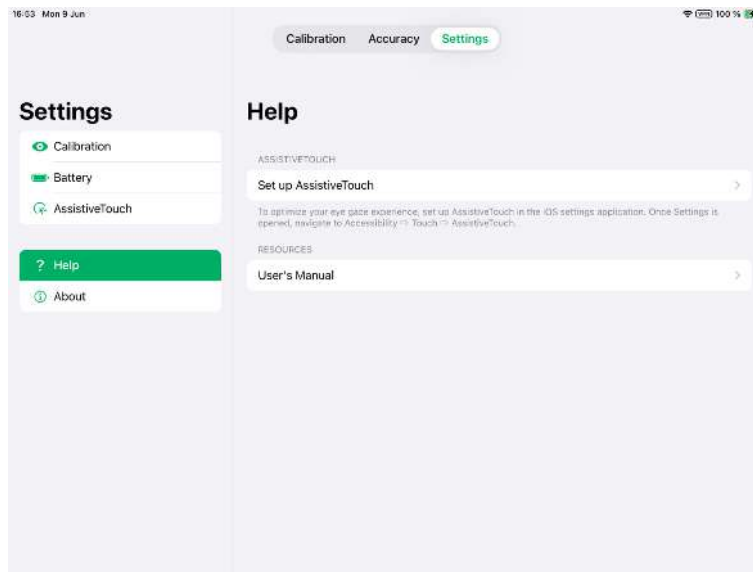 16:53 Mon 9 Jun
VPN
100 %
Calibration
Accuracy
Settings
Settings
Calibration
Battery
AssistiveTouch
? Help
About
Help
ASSISTIVETOUCH
Set up AssistiveTouch
To optimize your eye gaze experience, set up AssistiveTouch in the iOS settings application. Once Settings is
opened, navigate to Accessibility => Touch => AssistiveTouch.
RESOURCES
User's Manual